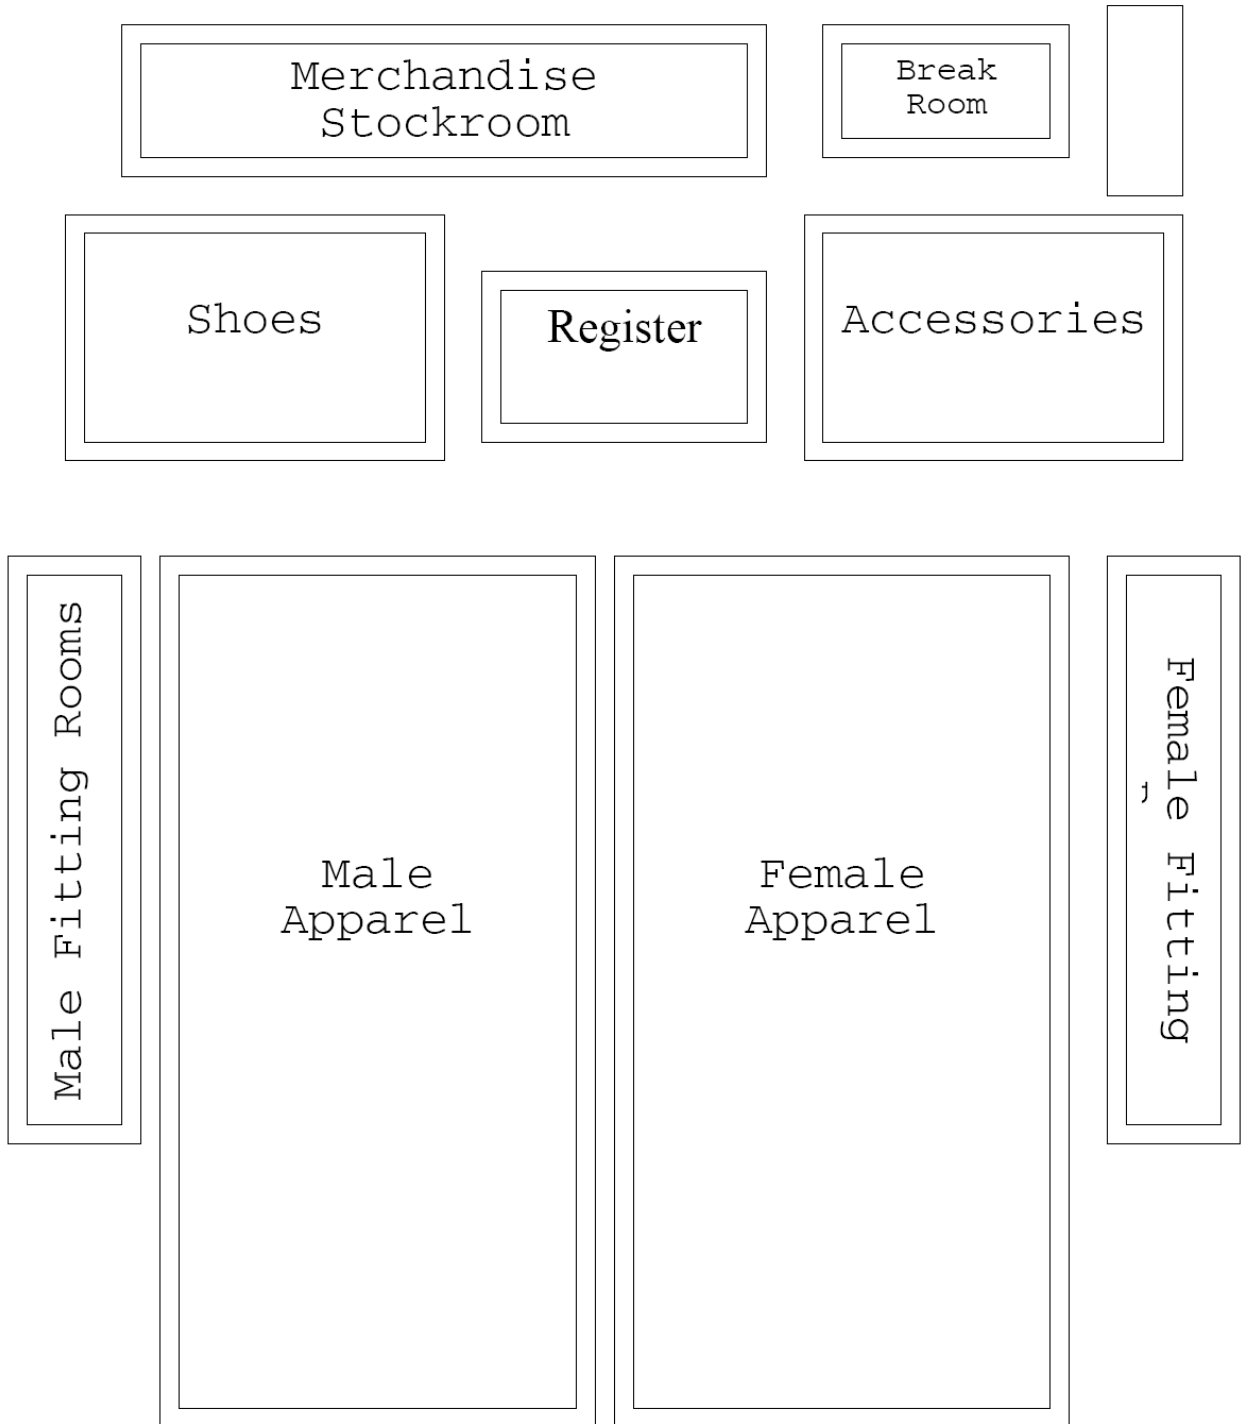 Merchandise
Stockroom
Break
Room
Shoes
Register
Accessories
Male Fitting Rooms
Male
Apparel
Female
Apparel
Female Fitting